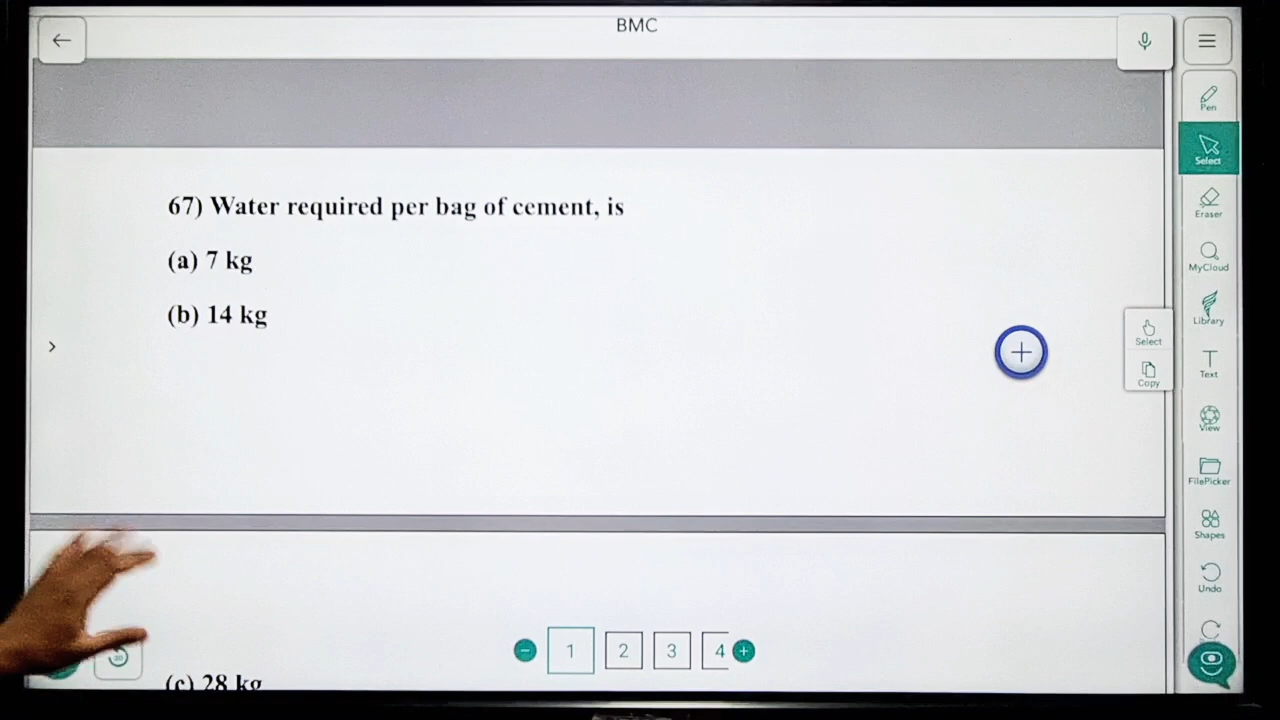 BMC
Pen
Select
Eraser
MyCloud
Library
Text
View
FilePicker
Shapes
Undo
Select
Copy
67) Water required per bag of cement, is
(a) 7 kg
(b) 14 kg
(c) 28 kg
1 2 3 4